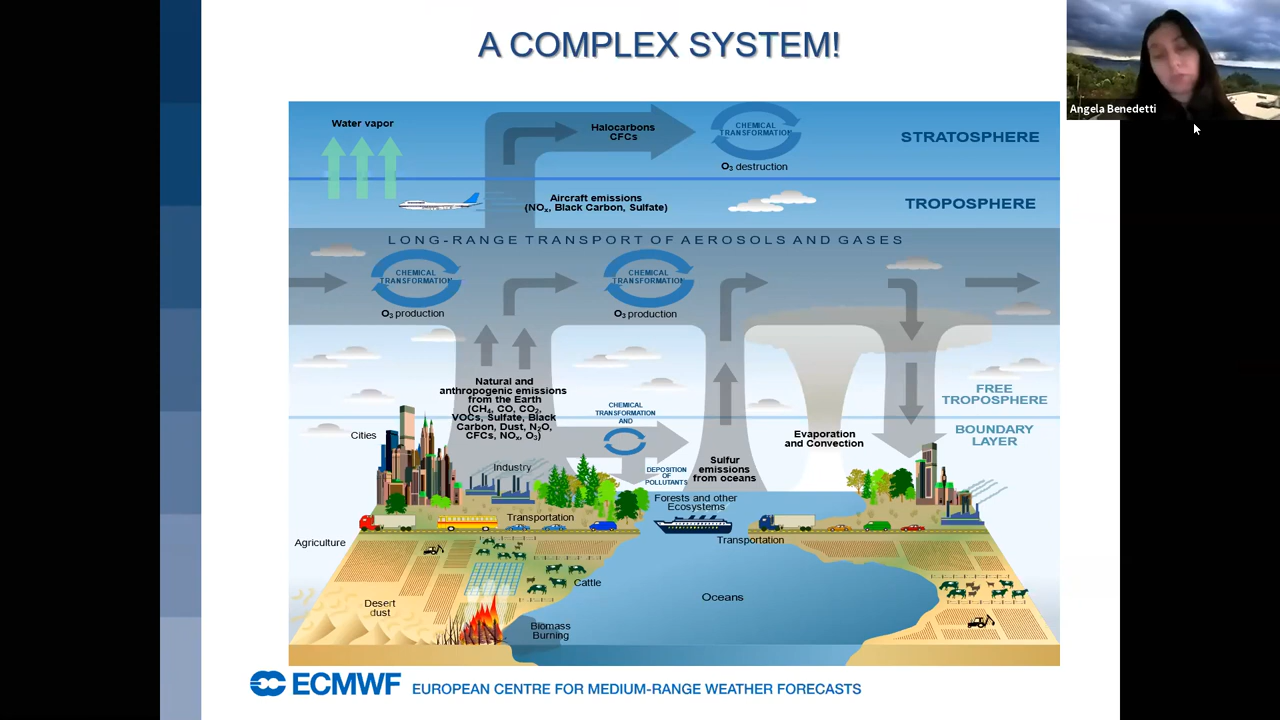 A COMPLEX SYSTEM!
Angela Benedetti
Water vapor
Halocarbons
CFCs
CHEMICAL
TRANSFORMATION
O₃ destruction
STRATOSPHERE
Aircraft emissions
(NOₓ, Black Carbon, Sulfate)
TROPOSPHERE
LONG-RANGE TRANSPORT OF AEROSOLS AND GASES
CHEMICAL
TRANSFORMATION
O₃ production
CHEMICAL
TRANSFORMATION
O₃ production
Natural and
anthropogenic emissions
from the Earth
(CH₄, CO, CO₂,
VOCs, Sulfate, Black
Carbon, Dust, N₂O,
CFCs, NOₓ, O₃)
CHEMICAL
TRANSFORMATION
AND
DEPOSITION
OF
POLLUTANTS
FREE
TROPOSPHERE
BOUNDARY
LAYER
Cities
Industry
Evaporation
and Convection
Sulfur
emissions
from oceans
Forests and other
Ecosystems
Transportation
Transportation
Agriculture
Cattle
Desert
dust
Oceans
Biomass
Burning
ECMWF EUROPEAN CENTRE FOR MEDIUM-RANGE WEATHER FORECASTS